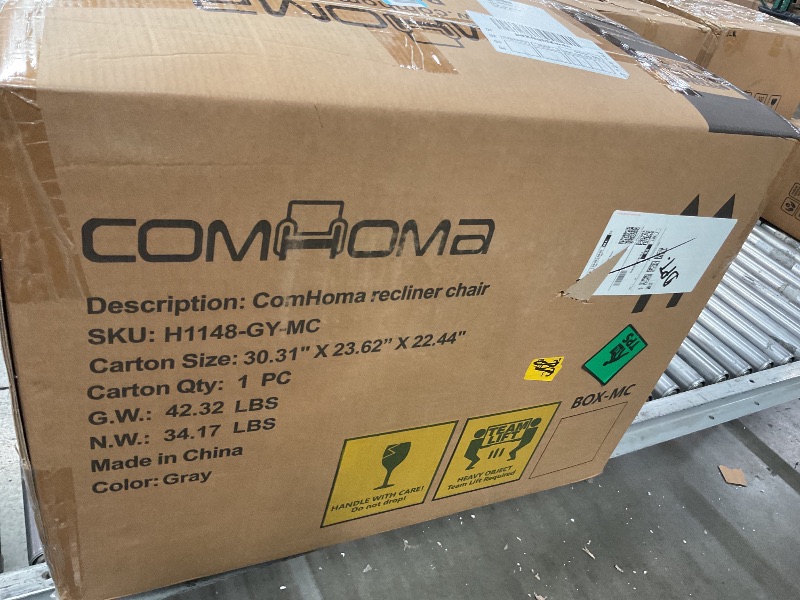 COMHOMA
Description: ComHoma recliner chair
SKU: H1148-GY-MC
Carton Size: 30.31" X 23.62" X 22.44"
Carton Qty: 1 PC
G.W.: 42.32 LBS
N.W.: 34.17 LBS
Made in China
Color: Gray
HANDLE WITH CARE!
Do not drop!
TEAM
LIFT
HEAVY OBJECT
Team Lift Required
BOX-MC